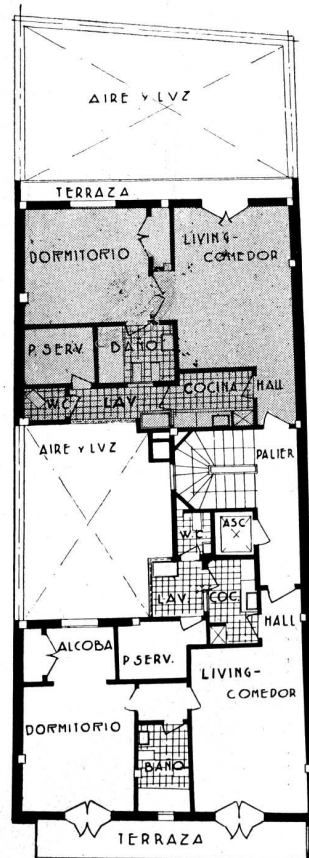 AIRE Y LUZ
TERRAZA
DORMITORIO
LIVING-
COMEDOR
P. SERV.
BAÑO
W.C.
LAV.
COCINA
HALL
AIRE Y LUZ
PALIER
ASC.
W.C.
LAV.
COC.
HALL
ALCOBA
P. SERV.
LIVING-
COMEDOR
DORMITORIO
BAÑO
TERRAZA